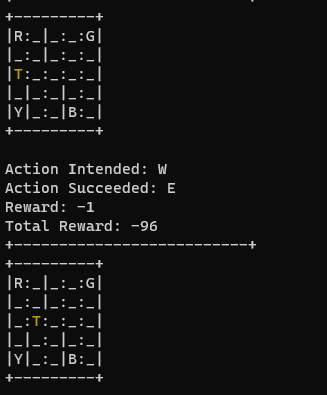 +---------+
|R:_|_:_:G|
|_:_|_:_:_|
|T:_:_:_:_|
|_|_:_|_:_|
|Y|_:_|B:_|
+---------+
Action Intended: W
Action Succeeded: E
Reward: -1
Total Reward: -96
+--------------------------+
+---------+
|R:_|_:_:G|
|_:_|_:_:_|
|_:T:_:_:_|
|_|_:_|_:_|
|Y|_:_|B:_|
+---------+